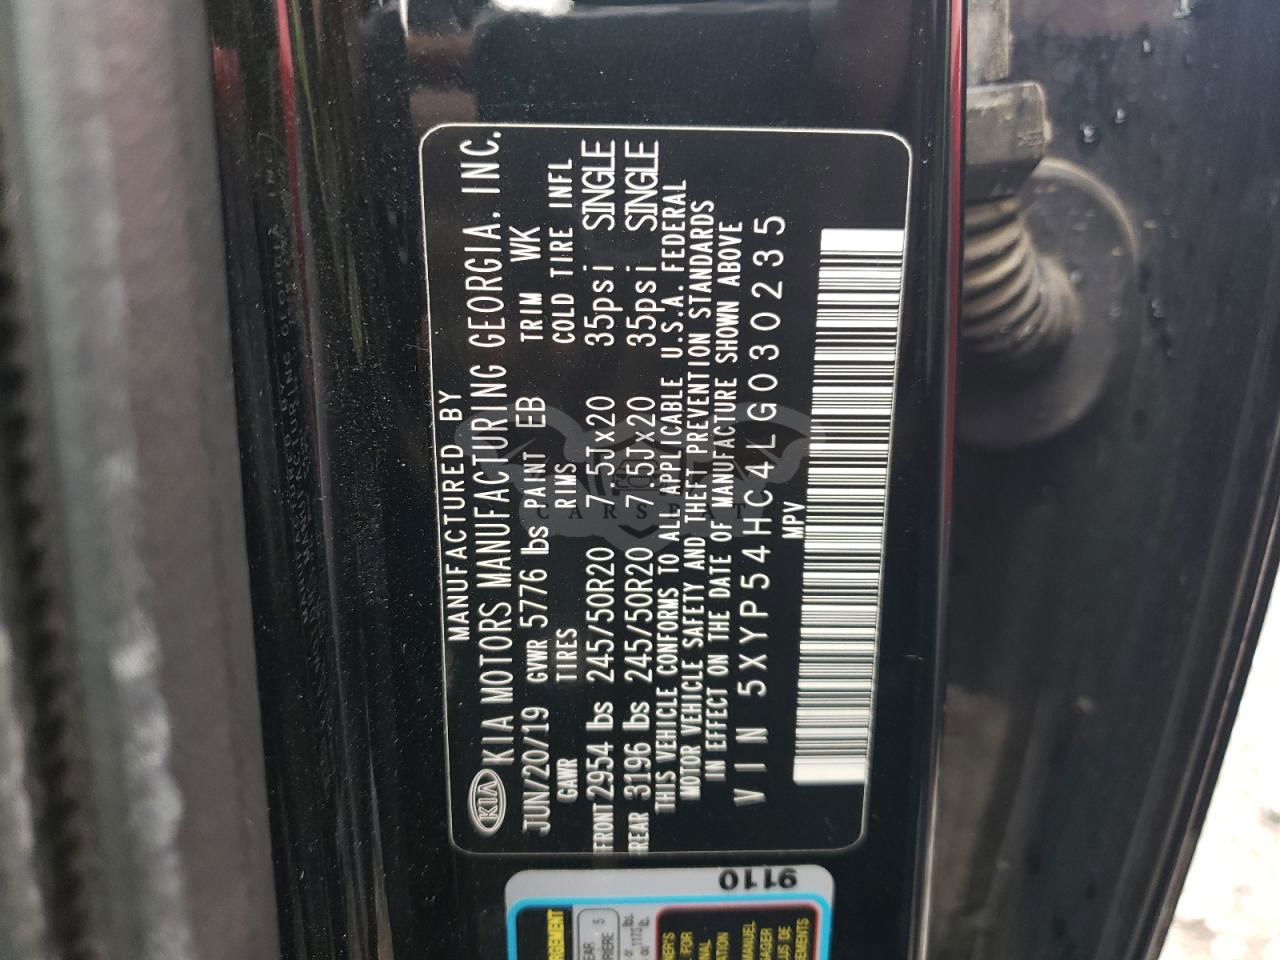 MANUFACTURED BY
KIA KIA MOTORS MANUFACTURING GEORGIA, INC.
JUN/20/19 GVWR 5776 lbs PAINT EB TRIM WK
GAWR TIRES RIMS COLD TIRE INFL
FRONT 2954 lbs 245/50R20 7.5Jx20 35psi SINGLE
REAR 3196 lbs 245/50R20 7.5Jx20 35psi SINGLE
THIS VEHICLE CONFORMS TO ALL APPLICABLE U.S.A. FEDERAL
MOTOR VEHICLE SAFETY AND THEFT PREVENTION STANDARDS
IN EFFECT ON THE DATE OF MANUFACTURE SHOWN ABOVE
VIN 5XYP54HC4LG030235
MPV
CARSFAT
9110